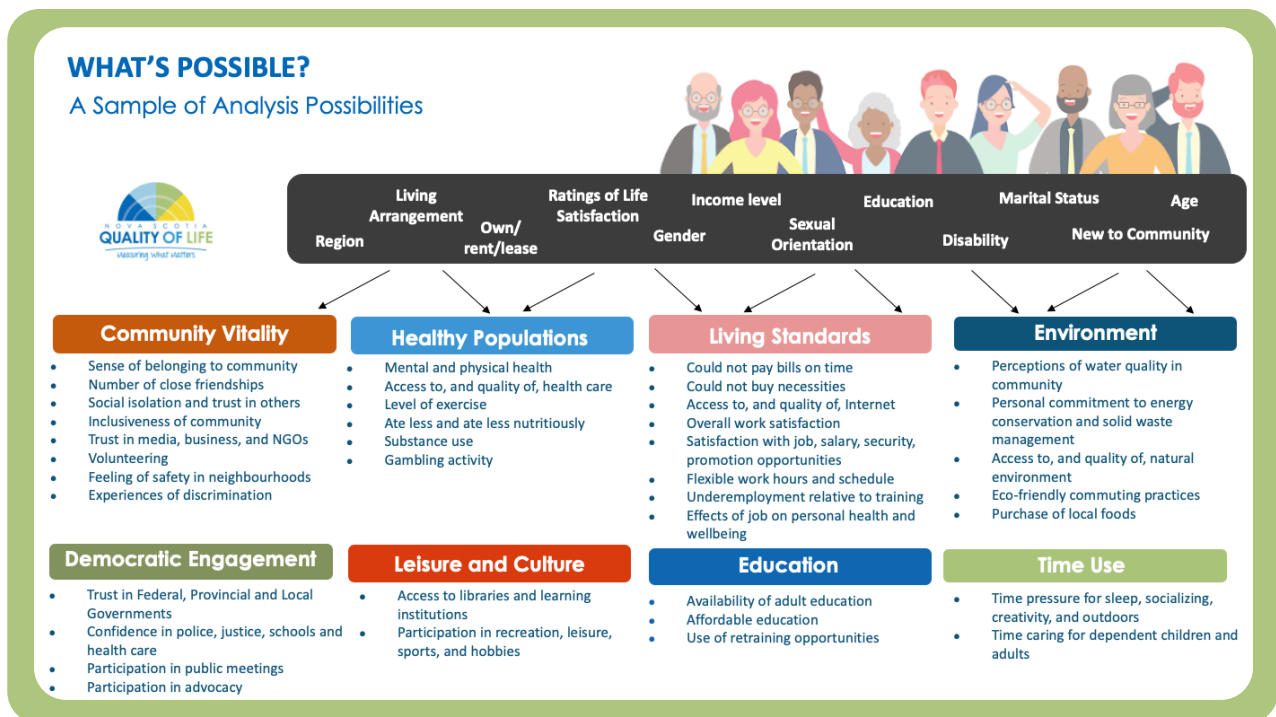 WHAT'S POSSIBLE?
A Sample of Analysis Possibilities
NOVA SCOTIA
QUALITY OF LIFE
Measuring What Matters
Region
Living
Arrangement
Own/
rent/lease
Ratings of Life
Satisfaction
Gender
Income level
Sexual
Orientation
Education
Disability
Marital Status
New to Community
Age
Community Vitality
• Sense of belonging to community
• Number of close friendships
• Social isolation and trust in others
• Inclusiveness of community
• Trust in media, business, and NGOs
• Volunteering
• Feeling of safety in neighbourhoods
• Experiences of discrimination
Healthy Populations
• Mental and physical health
• Access to, and quality of, health care
• Level of exercise
• Ate less and ate less nutritiously
• Substance use
• Gambling activity
Living Standards
• Could not pay bills on time
• Could not buy necessities
• Access to, and quality of, Internet
• Overall work satisfaction
• Satisfaction with job, salary, security,
promotion opportunities
• Flexible work hours and schedule
• Underemployment relative to training
• Effects of job on personal health and
wellbeing
Environment
• Perceptions of water quality in
community
• Personal commitment to energy
conservation and solid waste
management
• Access to, and quality of, natural
environment
• Eco-friendly commuting practices
• Purchase of local foods
Democratic Engagement
• Trust in Federal, Provincial and Local
Governments
• Confidence in police, justice, schools and
health care
• Participation in public meetings
• Participation in advocacy
Leisure and Culture
• Access to libraries and learning
institutions
• Participation in recreation, leisure,
sports, and hobbies
Education
• Availability of adult education
• Affordable education
• Use of retraining opportunities
Time Use
• Time pressure for sleep, socializing,
creativity, and outdoors
• Time caring for dependent children and
adults